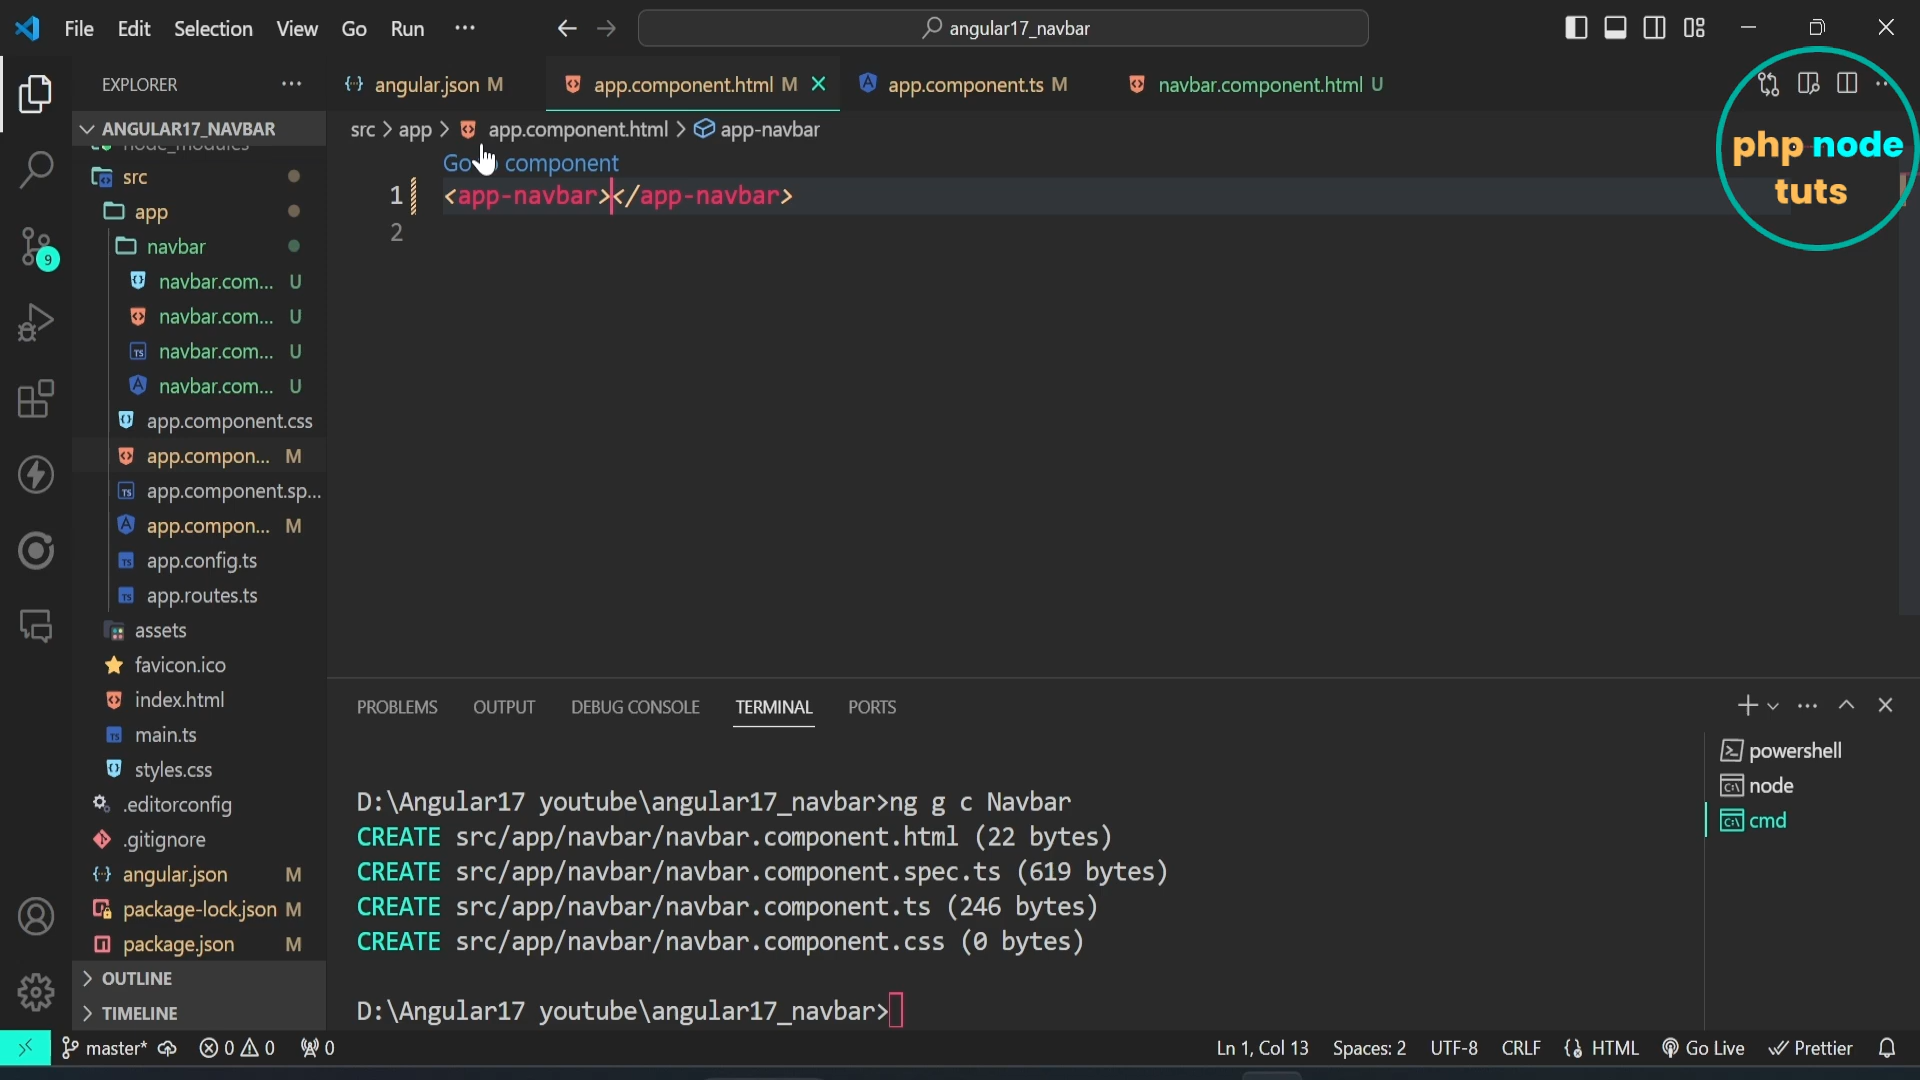 File Edit Selection View Go Run
angular17_navbar
EXPLORER
angular.json M
app.component.html M
app.component.ts M
navbar.component.html U
php node
tuts
ANGULAR17_NAVBAR
src > app > app.component.html > app-navbar
node_modules
src
app
navbar
navbar.com... U
navbar.com... U
navbar.com... U
navbar.com... U
app.component.css
app.compon... M
app.component.sp...
app.compon... M
app.config.ts
app.routes.ts
assets
favicon.ico
index.html
main.ts
styles.css
.editorconfig
.gitignore
angular.json M
package-lock.json M
package.json M
OUTLINE
TIMELINE
9
Go component
1 <app-navbar></app-navbar>
2
PROBLEMS OUTPUT DEBUG CONSOLE TERMINAL PORTS
powershell
node
cmd
D:\Angular17 youtube\angular17_navbar>ng g c Navbar
CREATE src/app/navbar/navbar.component.html (22 bytes)
CREATE src/app/navbar/navbar.component.spec.ts (619 bytes)
CREATE src/app/navbar/navbar.component.ts (246 bytes)
CREATE src/app/navbar/navbar.component.css (0 bytes)
D:\Angular17 youtube\angular17_navbar>
master* 0 0 0
Ln 1, Col 13 Spaces: 2 UTF-8 CRLF HTML Go Live Prettier